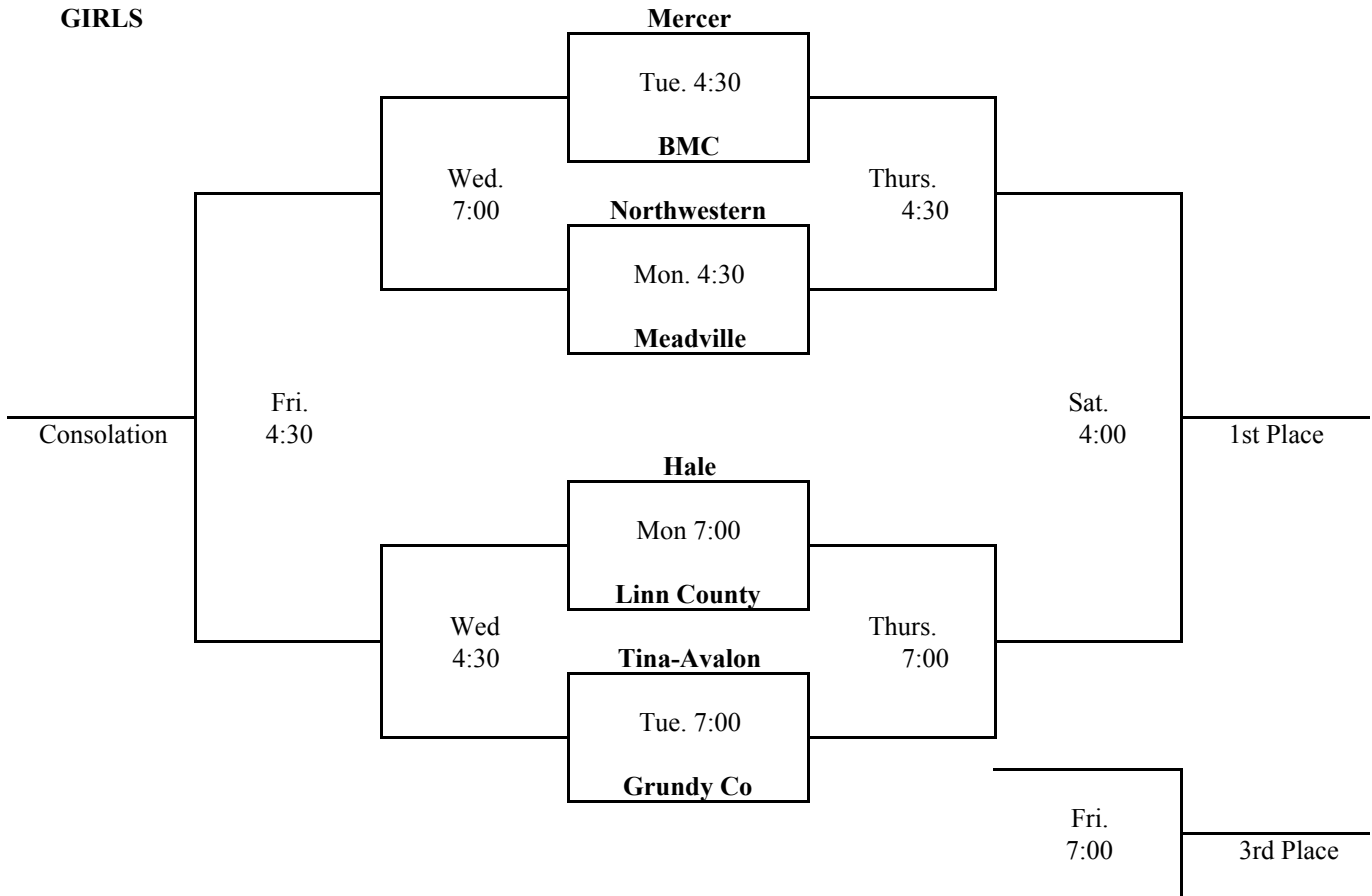 GIRLS
Mercer
Tue. 4:30
BMC
Wed.
7:00
Thurs.
4:30
Northwestern
Mon. 4:30
Meadville
Fri.
4:30
Sat.
4:00
Consolation
1st Place
Hale
Mon 7:00
Linn County
Wed
4:30
Thurs.
7:00
Tina-Avalon
Tue. 7:00
Grundy Co
Fri.
7:00
3rd Place